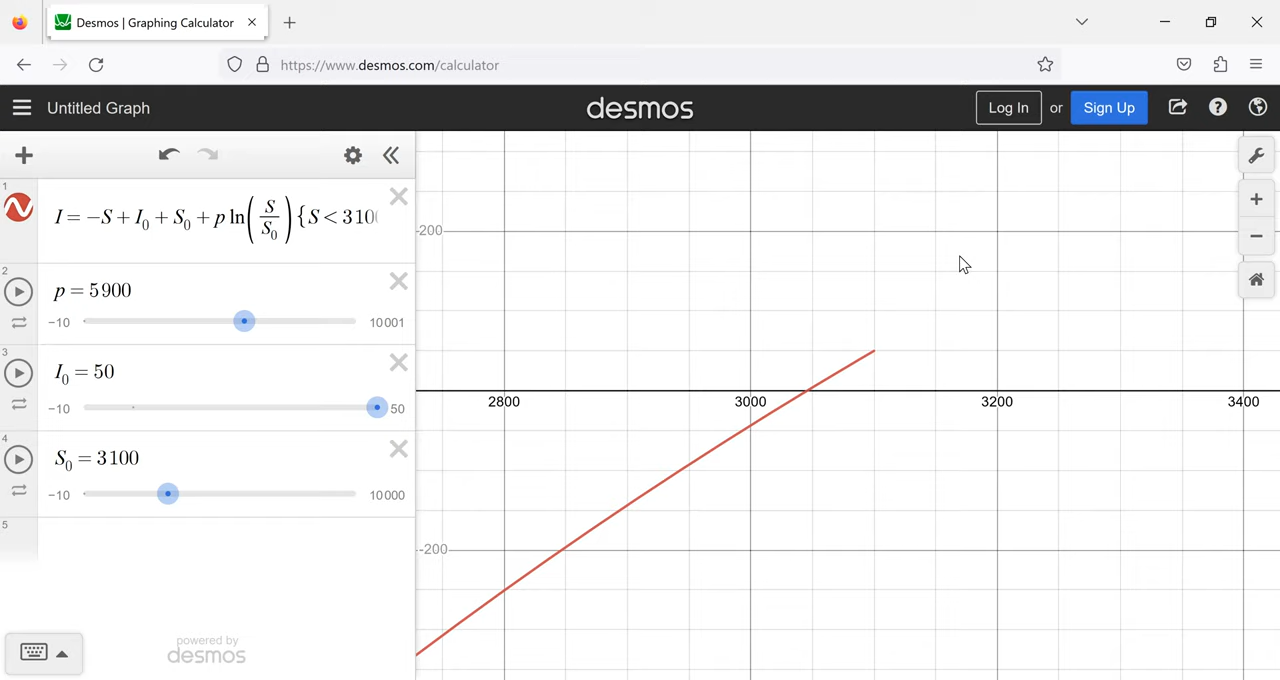 Desmos | Graphing Calculator
https://www.desmos.com/calculator
Untitled Graph
desmos
Log In or Sign Up
1
I = −S + I₀ + S₀ + p ln(S/S₀) {S < 310
2
p = 5900
−10 10001
3
I₀ = 50
−10 50
4
S₀ = 3100
−10 10000
5
powered by
desmos
200
2800 3000 3200 3400
-200